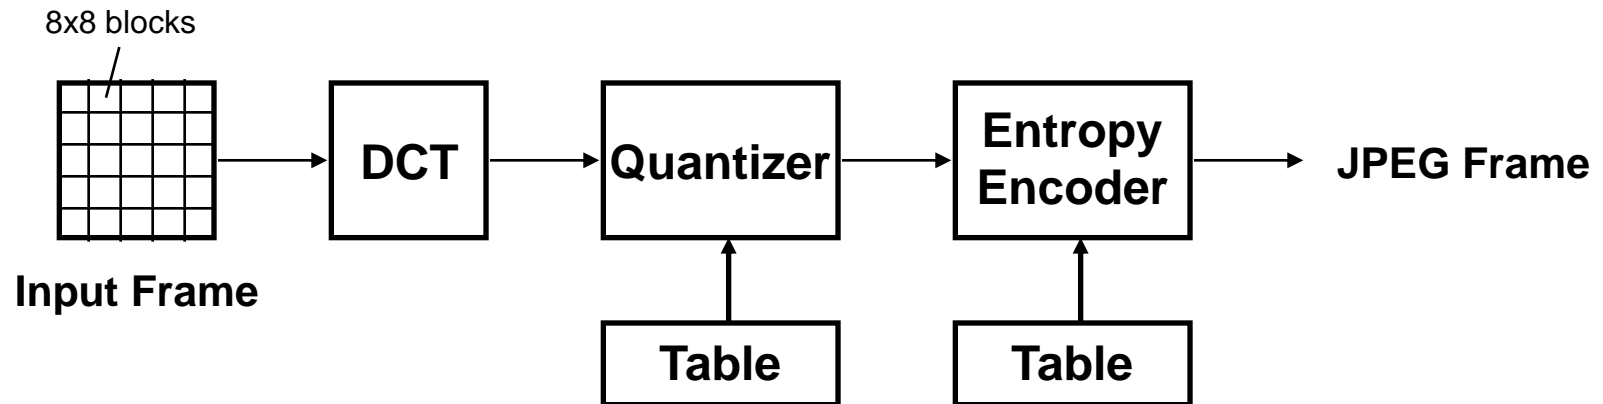 8x8 blocks
DCT
Quantizer
Entropy
Encoder
JPEG Frame
Input Frame
Table
Table